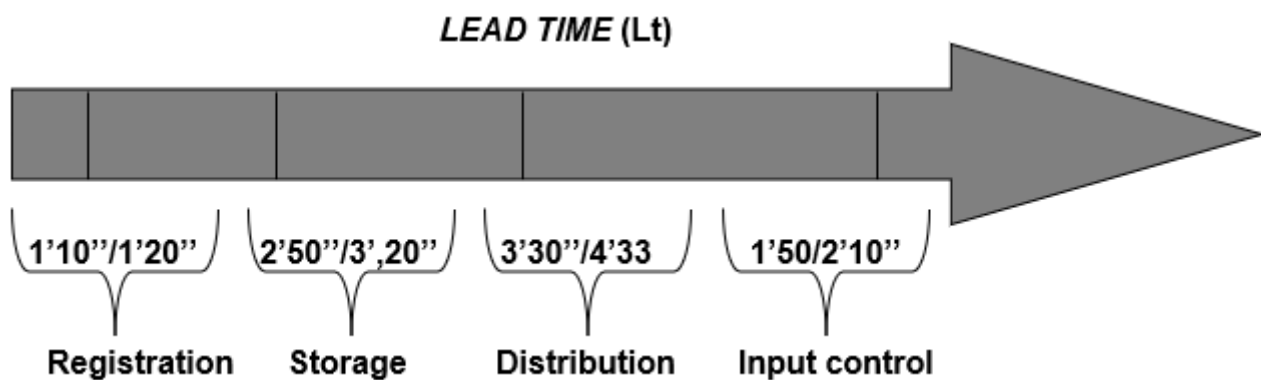 LEAD TIME (Lt)
1’10’’/1’20’’ 2’50’’/3’,20’’ 3’30’’/4’33 1’50/2’10’’
Registration Storage Distribution Input control